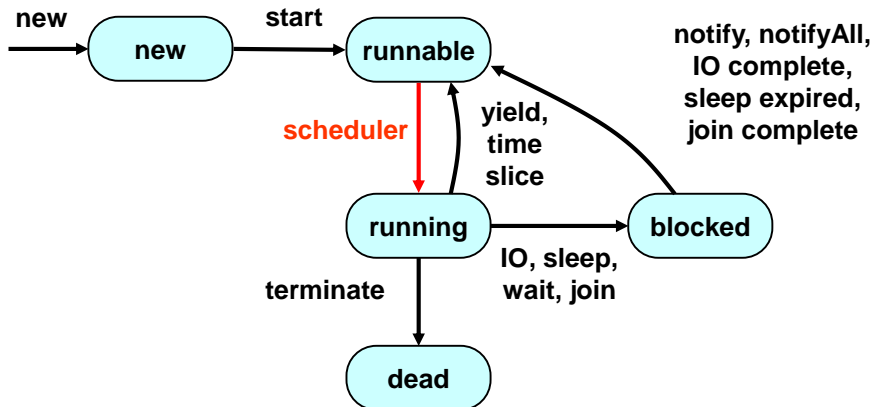 new
new
start
runnable
notify, notifyAll,
IO complete,
sleep expired,
join complete
scheduler
yield,
time
slice
running
blocked
IO, sleep,
wait, join
terminate
dead